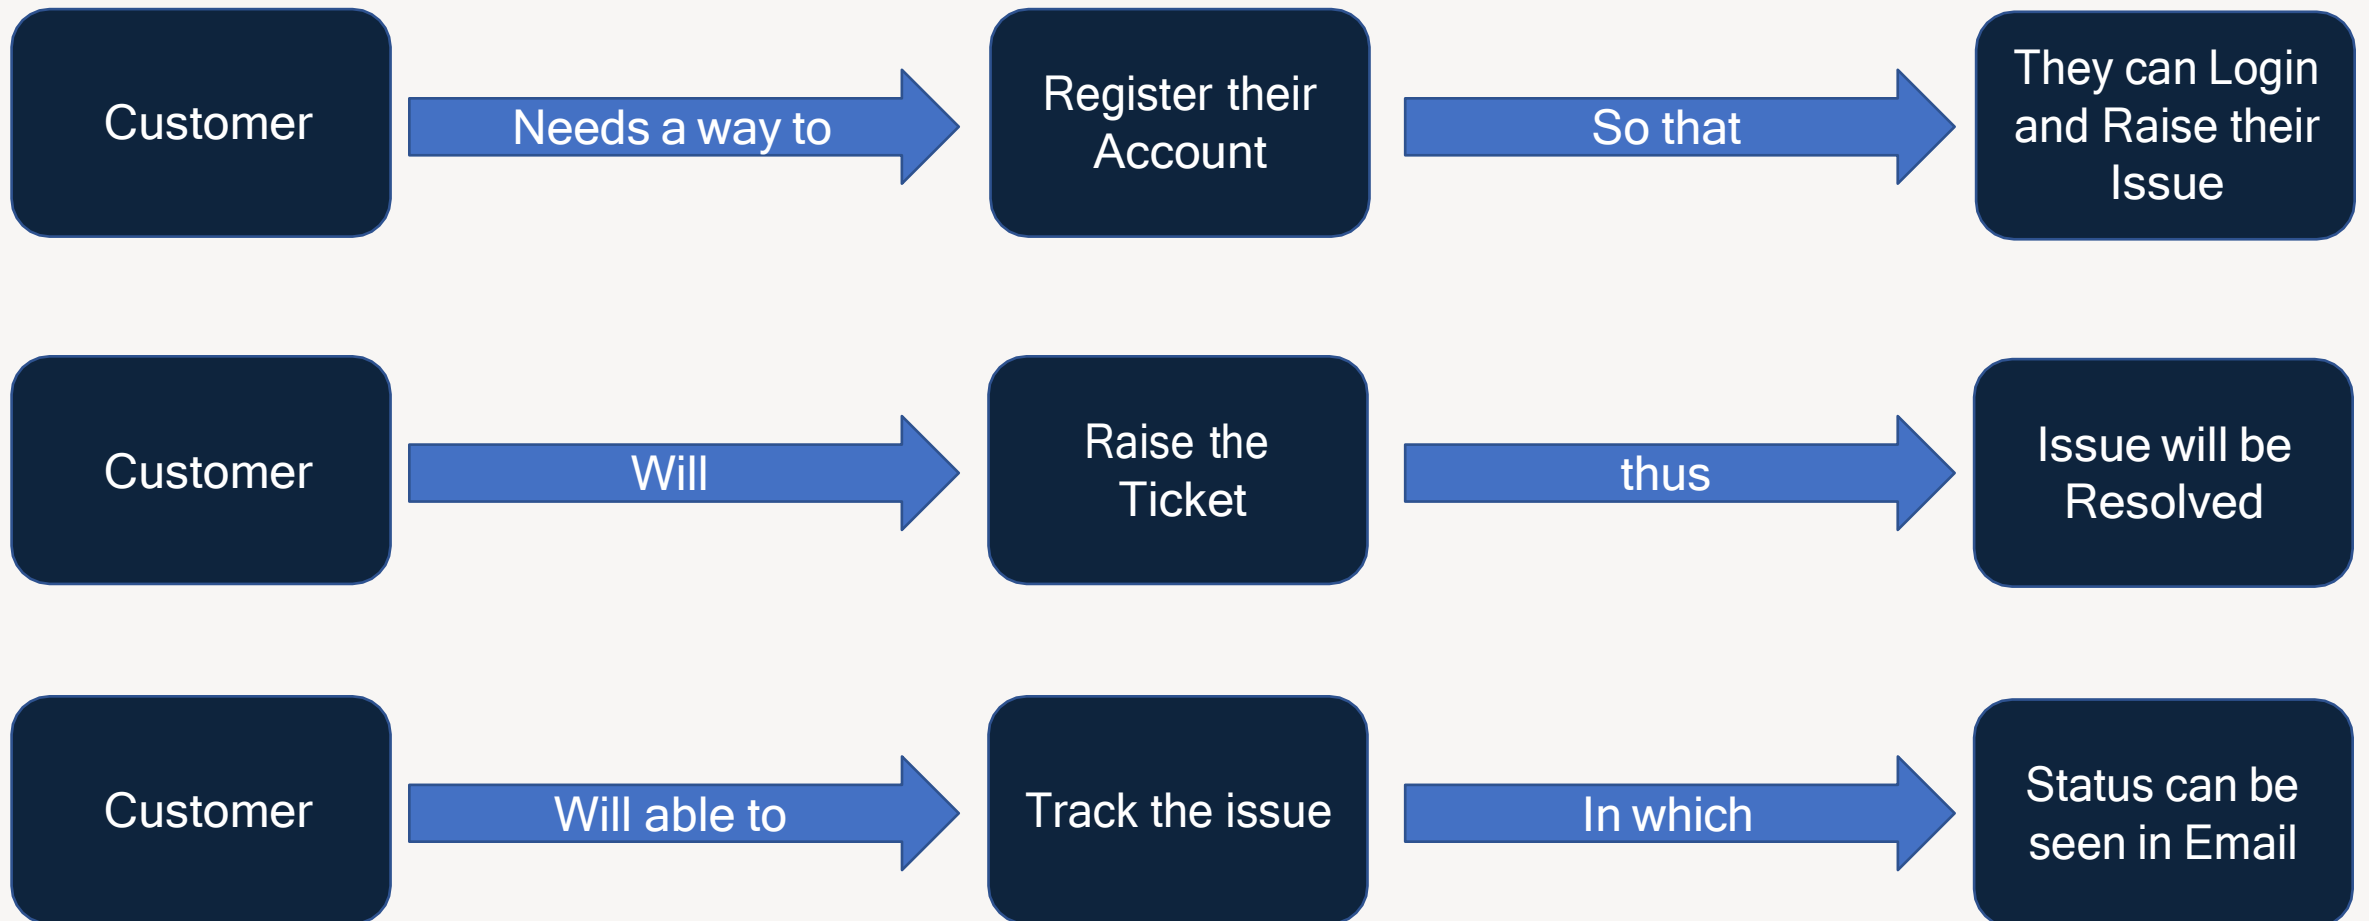 Customer
Needs a way to
Register their
Account
So that
They can Login
and Raise their
Issue
Customer
Will
Raise the
Ticket
thus
Issue will be
Resolved
Customer
Will able to
Track the issue
In which
Status can be
seen in Email